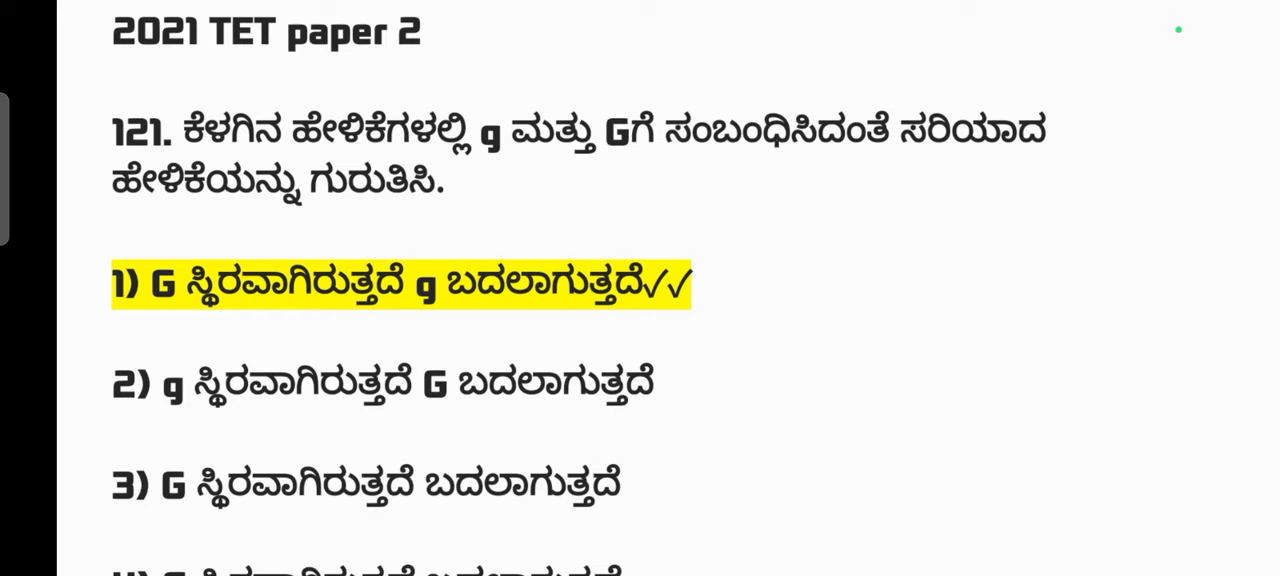 2021 TET paper 2
121. ಕೆಳಗಿನ ಹೇಳಿಕೆಗಳಲ್ಲಿ g ಮತ್ತು Gಗೆ ಸಂಬಂಧಿಸಿದಂತೆ ಸರಿಯಾದ
ಹೇಳಿಕೆಯನ್ನು ಗುರುತಿಸಿ.
1) G ಸ್ಥಿರವಾಗಿರುತ್ತದೆ g ಬದಲಾಗುತ್ತದೆ✓✓
2) g ಸ್ಥಿರವಾಗಿರುತ್ತದೆ G ಬದಲಾಗುತ್ತದೆ
3) G ಸ್ಥಿರವಾಗಿರುತ್ತದೆ ಬದಲಾಗುತ್ತದೆ